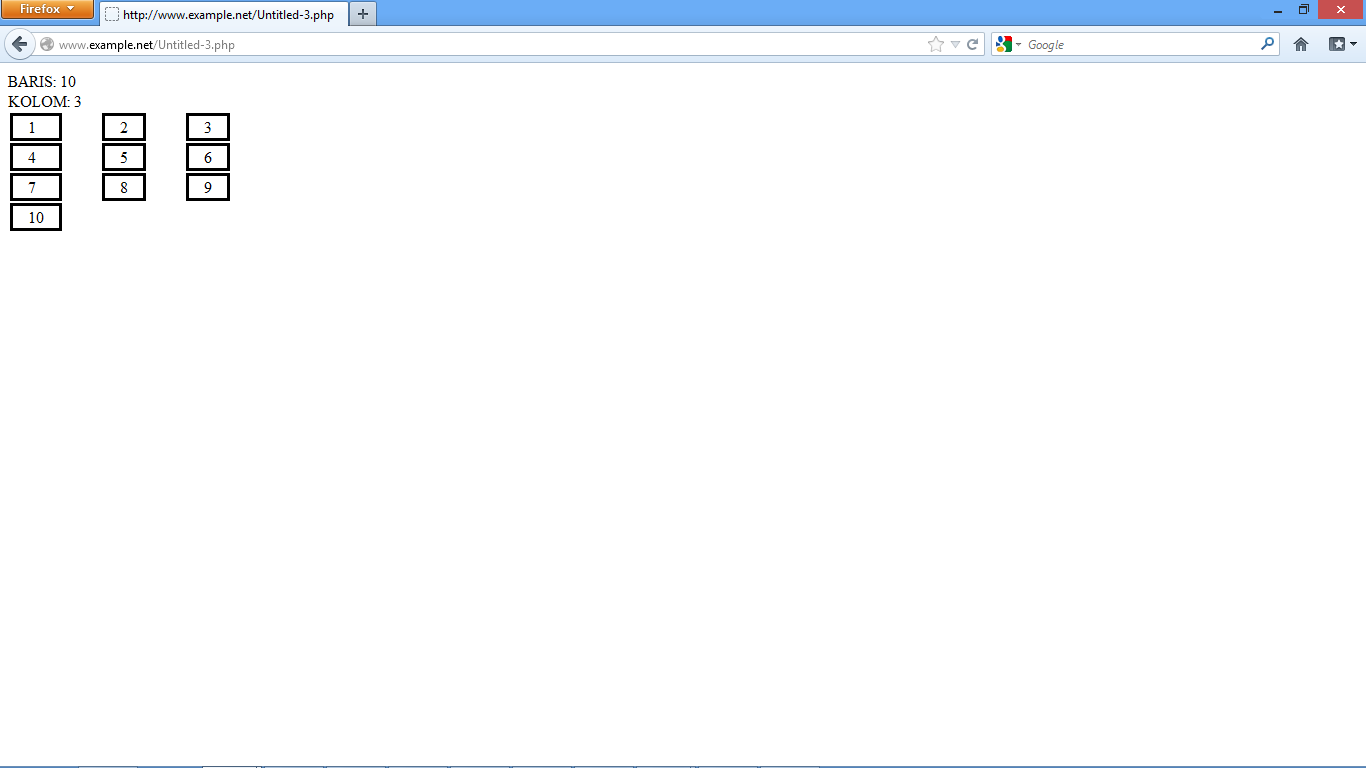 Firefox
http://www.example.net/Untitled-3.php
www.example.net/Untitled-3.php
Google
BARIS: 10
KOLOM: 3
1 2 3
4 5 6
7 8 9
10